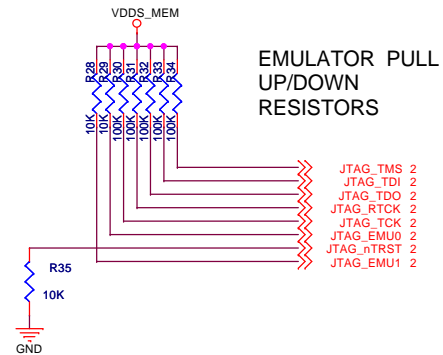 VDDS_MEM
EMULATOR PULL
UP/DOWN
RESISTORS
R28
R29
R30
R31
R32
R33
R34
10K
10K
100K
100K
100K
100K
100K
JTAG_TMS 2
JTAG_TDI 2
JTAG_TDO 2
JTAG_RTCK 2
JTAG_TCK 2
JTAG_EMU0 2
JTAG_nTRST 2
JTAG_EMU1 2
R35
10K
GND